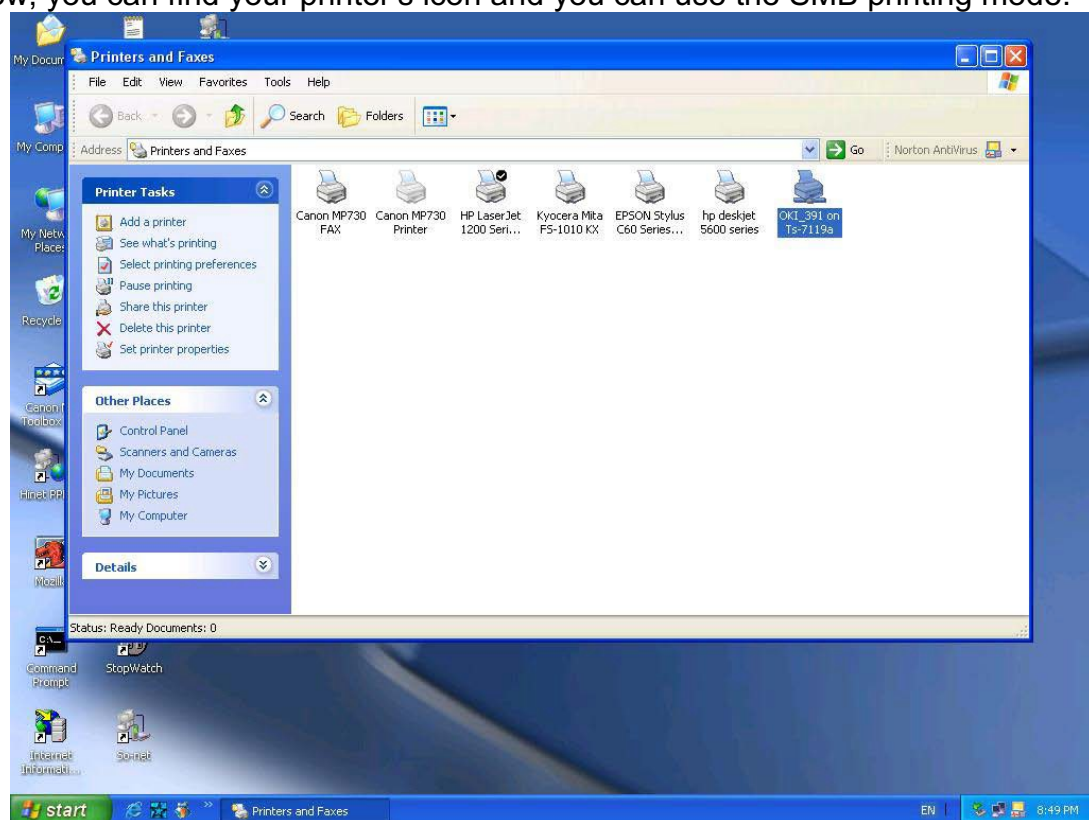 ow, you can find your printer's icon and you can use the SMB printing mode.
My Docum
Printers and Faxes
File Edit View Favorites Tools Help
Back Search Folders
My Comp
Address Printers and Faxes Go Norton AntiVirus
Printer Tasks
Add a printer
See what's printing
Select printing preferences
Pause printing
Share this printer
Delete this printer
Set printer properties
Canon MP730
FAX
Canon MP730
Printer
HP LaserJet
1200 Seri...
Kyocera Mita
FS-1010 KX
EPSON Stylus
C60 Series...
hp deskjet
5600 series
OKI_391 on
Ts-7119a
My Netw
Places
Recycle
Other Places
Control Panel
Scanners and Cameras
My Documents
My Pictures
My Computer
Canon
Toolbox
Hinet PP
Details
Mozill
Status: Ready Documents: 0
C:\_
Command
Prompt
StopWatch
Internet
Informati...
So-net
start Printers and Faxes EN 8:49 PM